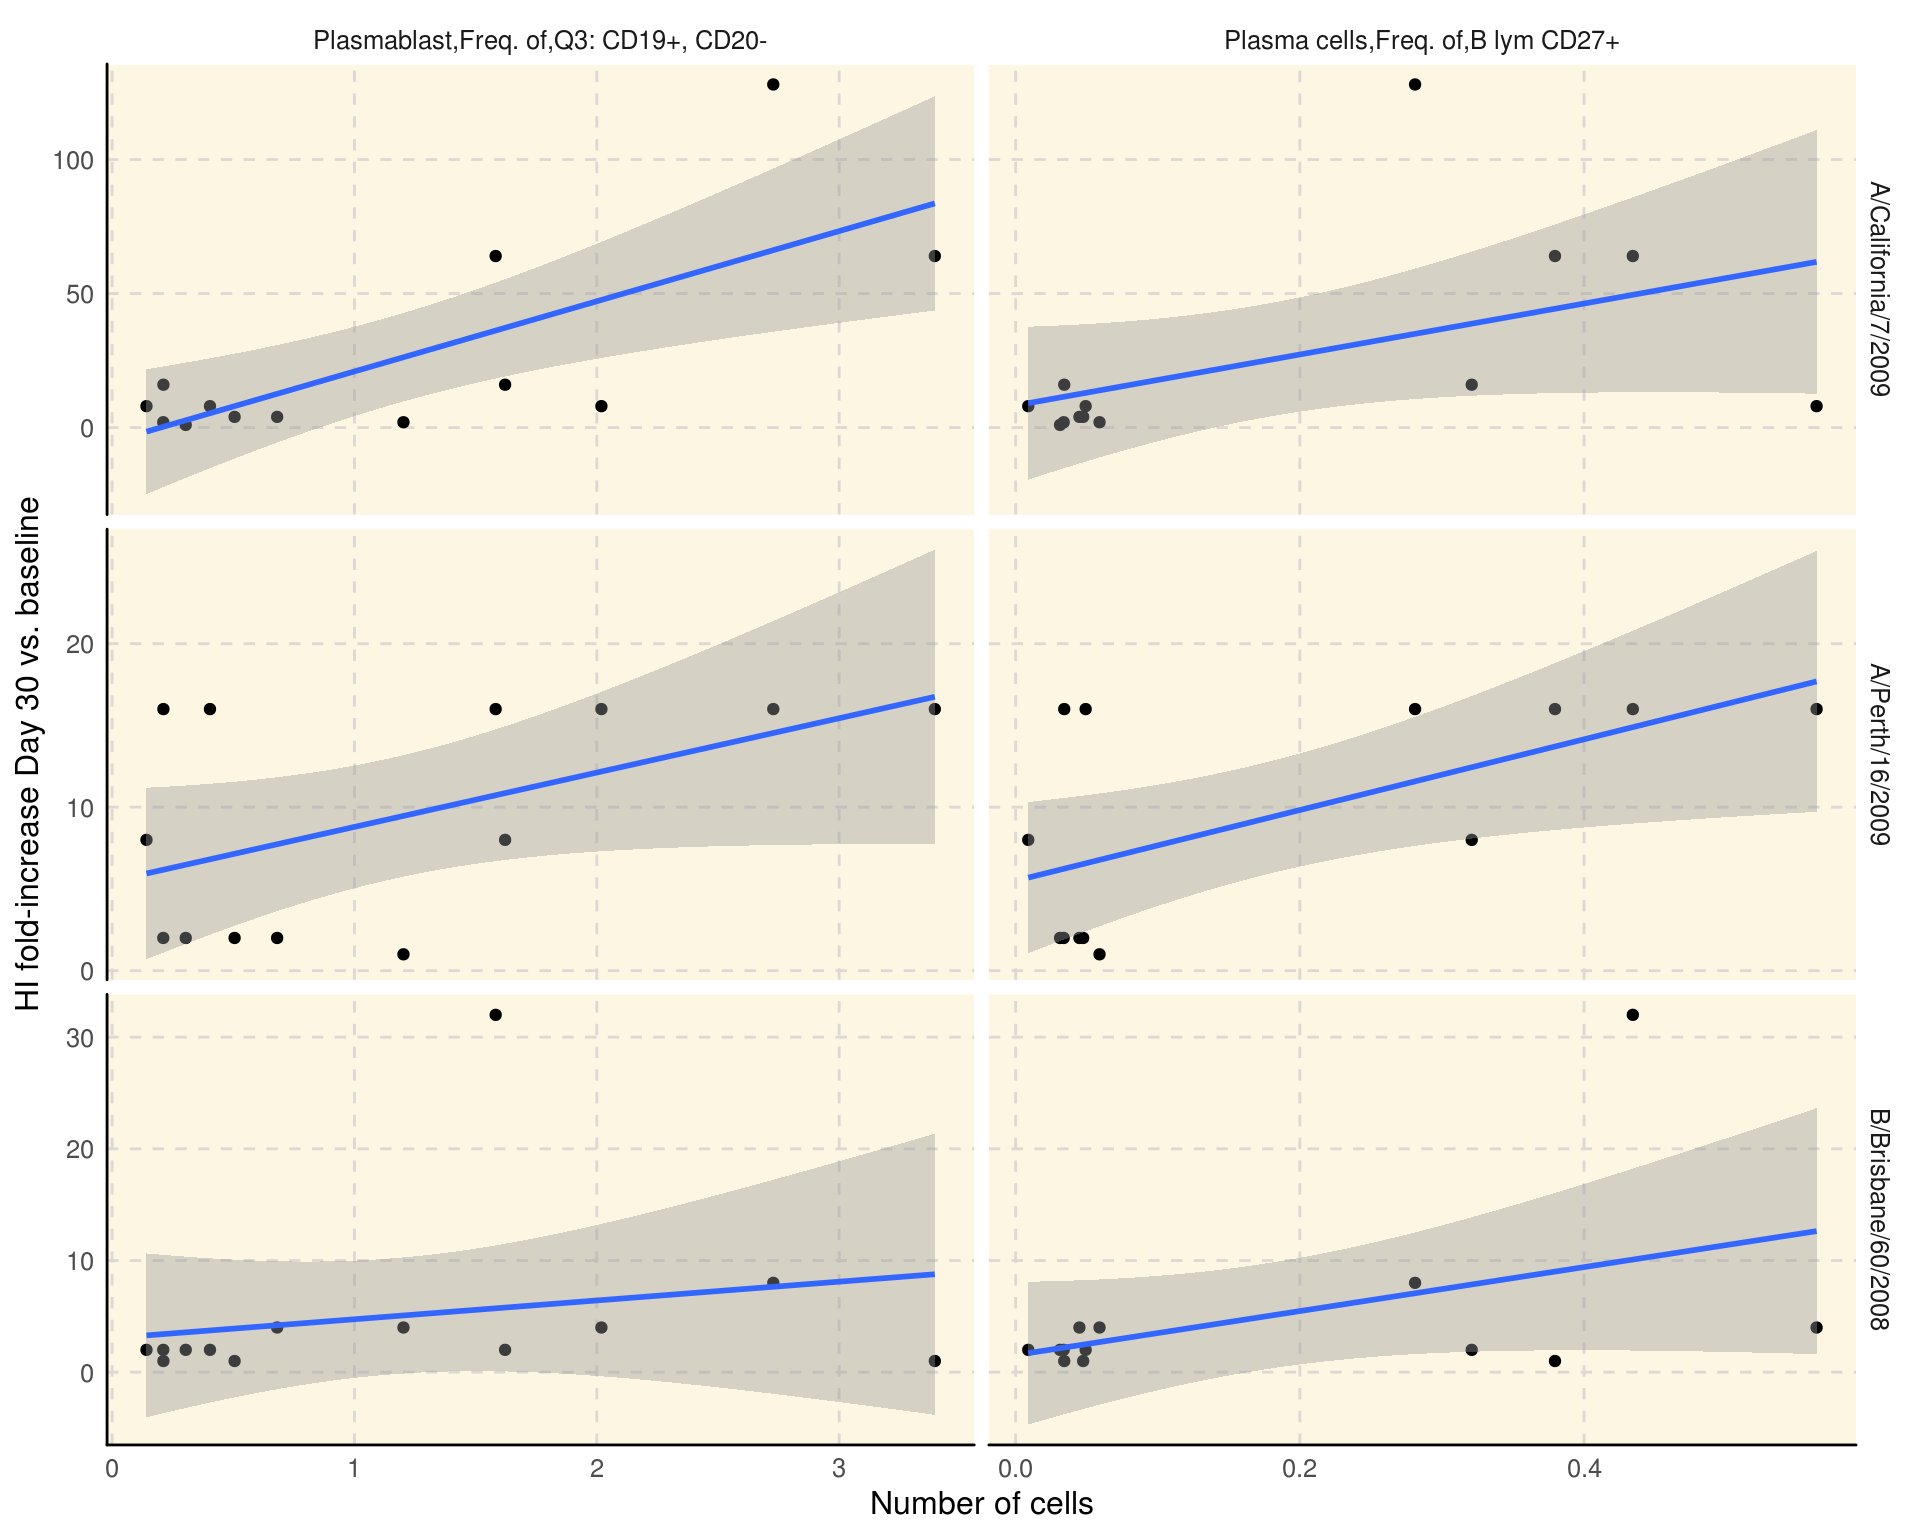 Plasmablast,Freq. of,Q3: CD19+, CD20-
Plasma cells,Freq. of,B lym CD27+
HI fold-increase Day 30 vs. baseline
100
50
0
A/California/7/2009
20
10
0
A/Perth/16/2009
30
20
10
0
B/Brisbane/60/2008
0 1 2 3
0.0 0.2 0.4
Number of cells